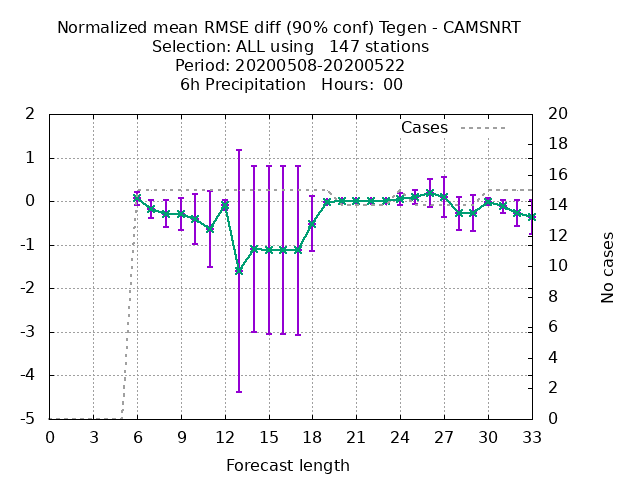 Normalized mean RMSE diff (90% conf) Tegen - CAMSNRT
Selection: ALL using   147 stations
Period: 20200508-20200522
6h Precipitation   Hours:  00
Cases
2
1
0
-1
-2
-3
-4
-5
20
18
16
14
12
10
8
6
4
2
0
No cases
0 3 6 9 12 15 18 21 24 27 30 33
Forecast length